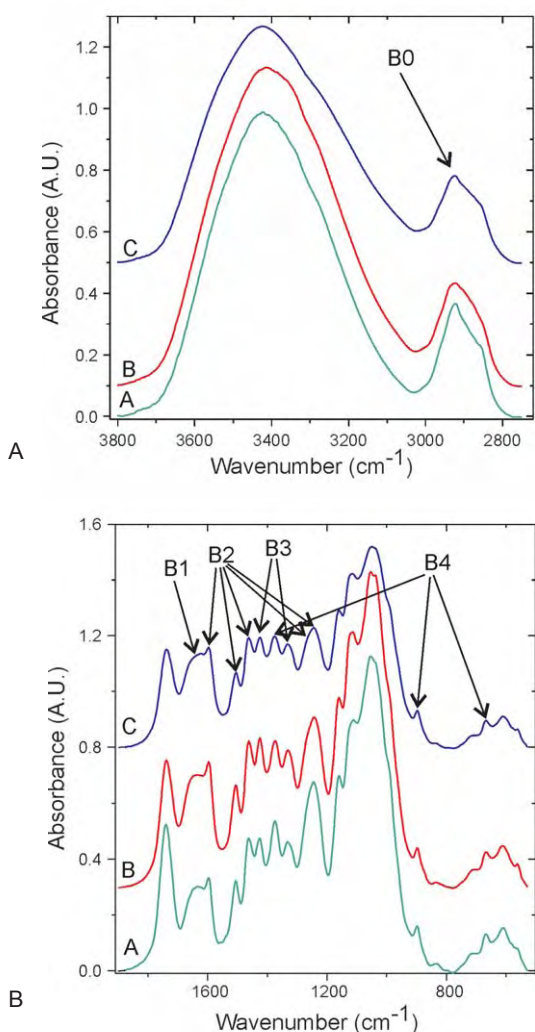 1.2
1.0
0.8
0.6
0.4
0.2
0.0
Absorbance (A.U.)
B0
C
B
A
3800 3600 3400 3200 3000 2800
Wavenumber (cm-1)
A
1.6
1.2
0.8
0.4
0.0
Absorbance (A.U.)
B1 B2 B3 B4
C
B
A
1600 1200 800
Wavenumber (cm-1)
B